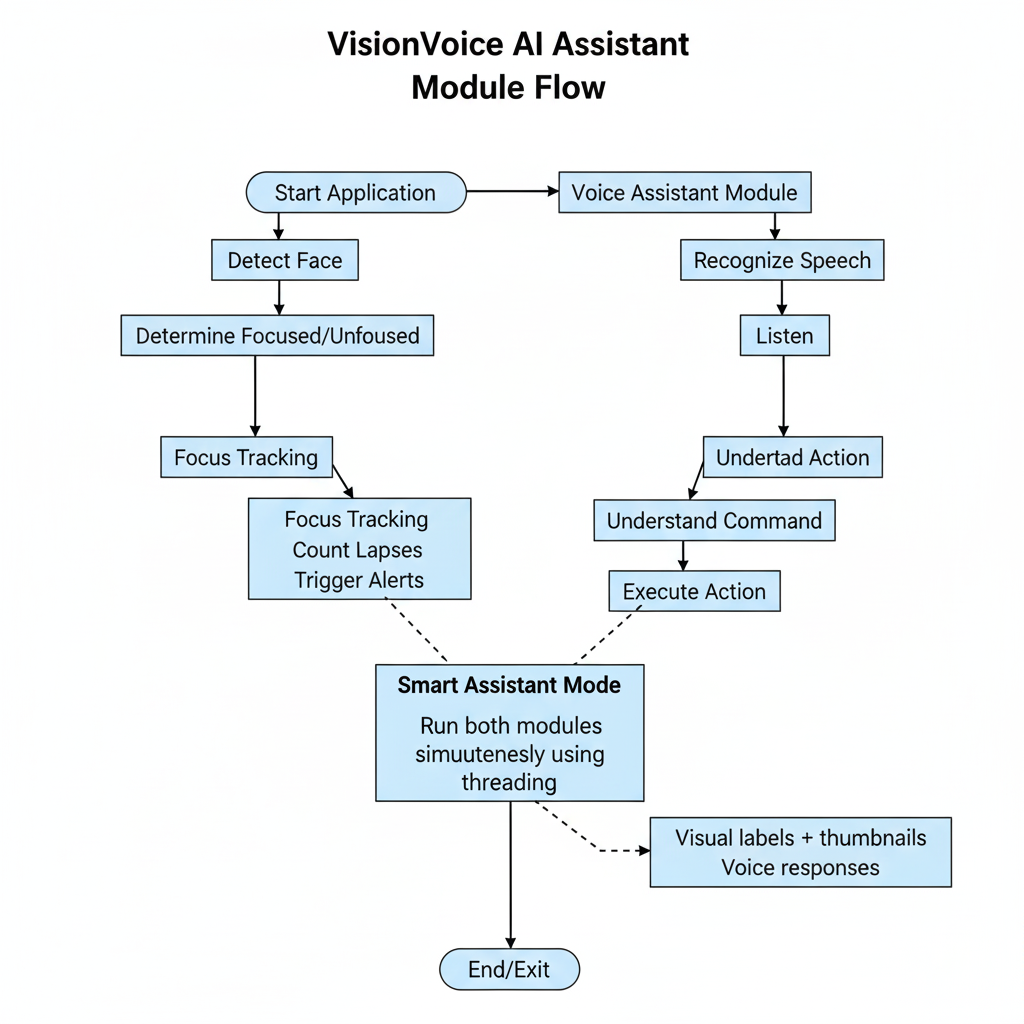 VisionVoice AI Assistant
Module Flow
Start Application
Voice Assistant Module
Detect Face
Recognize Speech
Determine Focused/Unfoused
Listen
Focus Tracking
Undertad Action
Focus Tracking
Count Lapses
Trigger Alerts
Understand Command
Execute Action
Smart Assistant Mode
Run both modules
simuutenesly using
threading
Visual labels + thumbnails
Voice responses
End/Exit